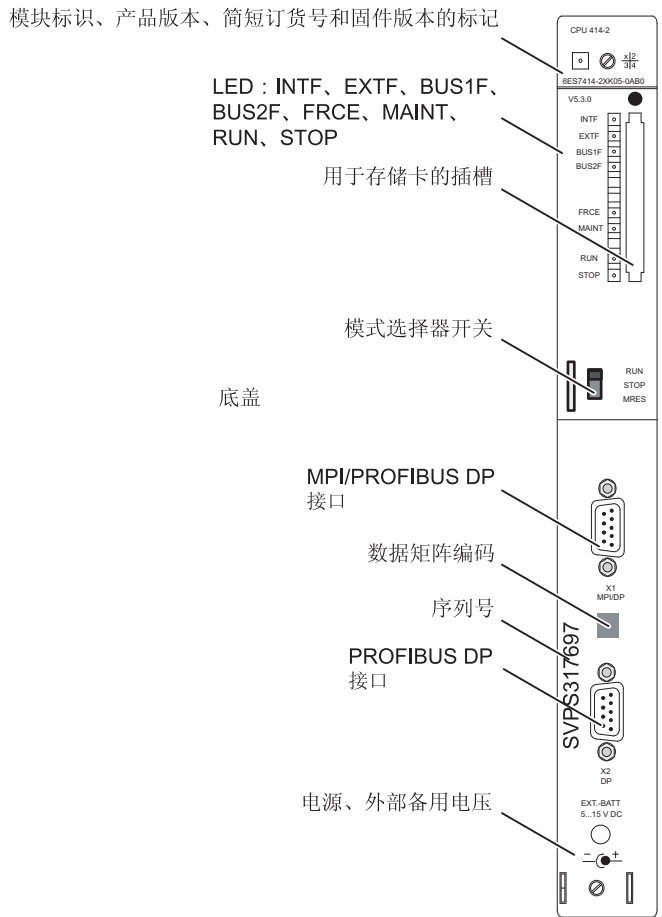 模块标识、产品版本、简短订货号和固件版本的标记
CPU 414-2
X 2
3 4
6ES7414-2XK05-0AB0
V5.3.0
LED：INTF、EXTF、BUS1F、
BUS2F、FRCE、MAINT、
RUN、STOP
INTF
EXTF
BUS1F
BUS2F
用于存储卡的插槽
FRCE
MAINT
RUN
STOP
模式选择器开关
RUN
STOP
MRES
底盖
MPI/PROFIBUS DP
接口
X1
MPI/DP
数据矩阵编码
序列号
SVPS317697
PROFIBUS DP
接口
X2
DP
电源、外部备用电压
EXT.-BATT
5...15 V DC
− +